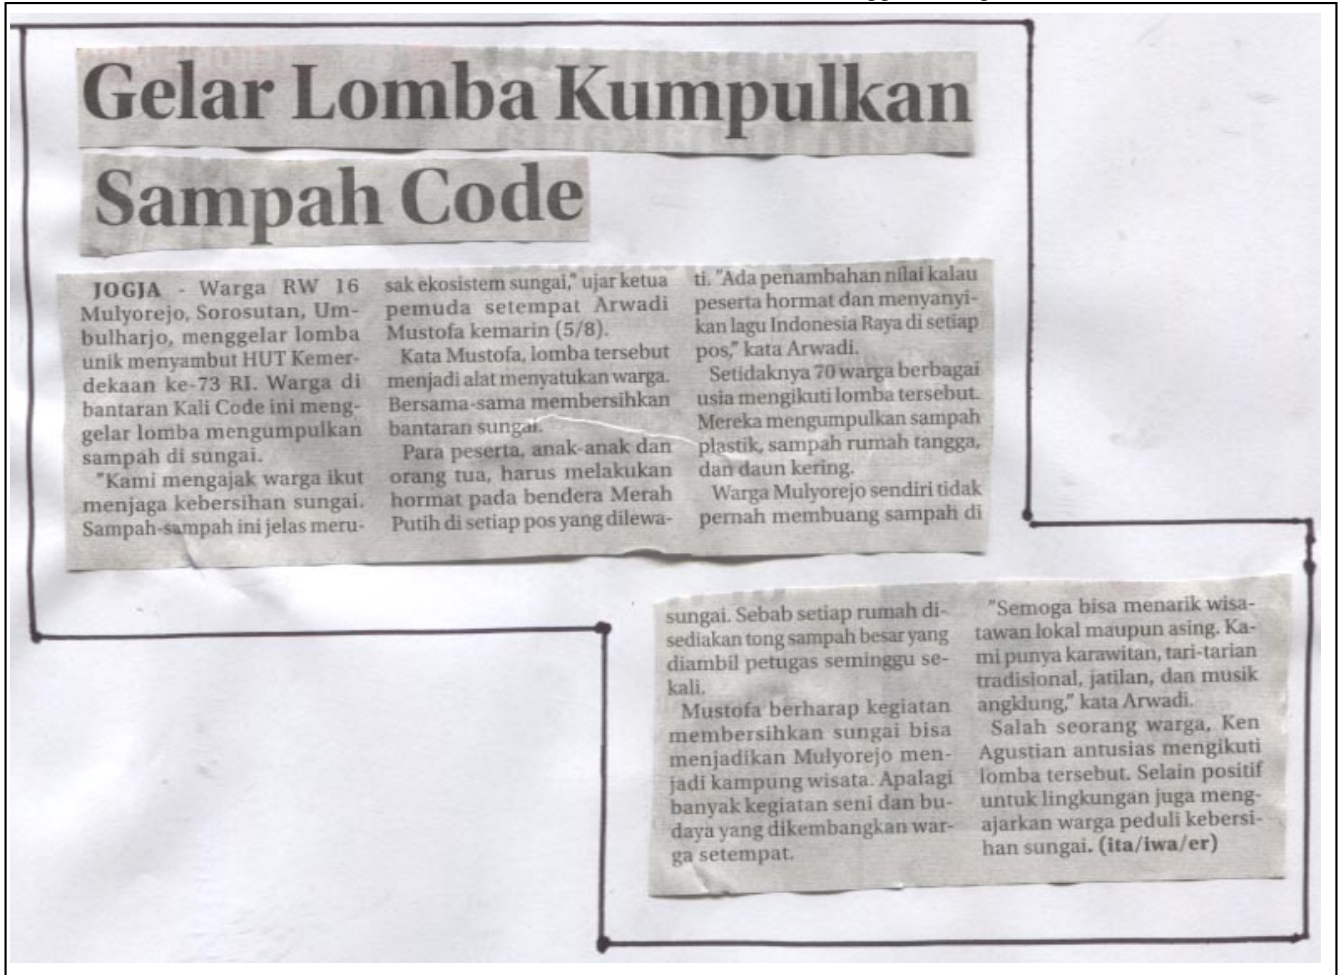 Gelar Lomba Kumpulkan
Sampah Code
JOGJA - Warga RW 16
Mulyorejo, Sorosutan, Um-
bulharjo, menggelar lomba
unik menyambut HUT Kemer-
dekaan ke-73 RI. Warga di
bantaran Kali Code ini meng-
gelar lomba mengumpulkan
sampah di sungai.
"Kami mengajak warga ikut
menjaga kebersihan sungai.
Sampah-sampah ini jelas meru-
sak ekosistem sungai," ujar ketua
pemuda setempat Arwadi
Mustofa kemarin (5/8).
Kata Mustofa, lomba tersebut
menjadi alat menyatukan warga.
Bersama-sama membersihkan
bantaran sungai.
Para peserta, anak-anak dan
orang tua, harus melakukan
hormat pada bendera Merah
Putih di setiap pos yang dilewa-
ti. "Ada penambahan nilai kalau
peserta hormat dan menyanyi-
kan lagu Indonesia Raya di setiap
pos," kata Arwadi.
Setidaknya 70 warga berbagai
usia mengikuti lomba tersebut.
Mereka mengumpulkan sampah
plastik, sampah rumah tangga,
dan daun kering.
Warga Mulyorejo sendiri tidak
pernah membuang sampah di
sungai. Sebab setiap rumah di-
sediakan tong sampah besar yang
diambil petugas seminggu se-
kali.
Mustofa berharap kegiatan
membersihkan sungai bisa
menjadikan Mulyorejo men-
jadi kampung wisata. Apalagi
banyak kegiatan seni dan bu-
daya yang dikembangkan war-
ga setempat.
"Semoga bisa menarik wisa-
tawan lokal maupun asing. Ka-
mi punya karawitan, tari-tarian
tradisional, jatilan, dan musik
angklung," kata Arwadi.
Salah seorang warga, Ken
Agustian antusias mengikuti
lomba tersebut. Selain positif
untuk lingkungan juga meng-
ajarkan warga peduli kebersi-
han sungai. (ita/iwa/er)